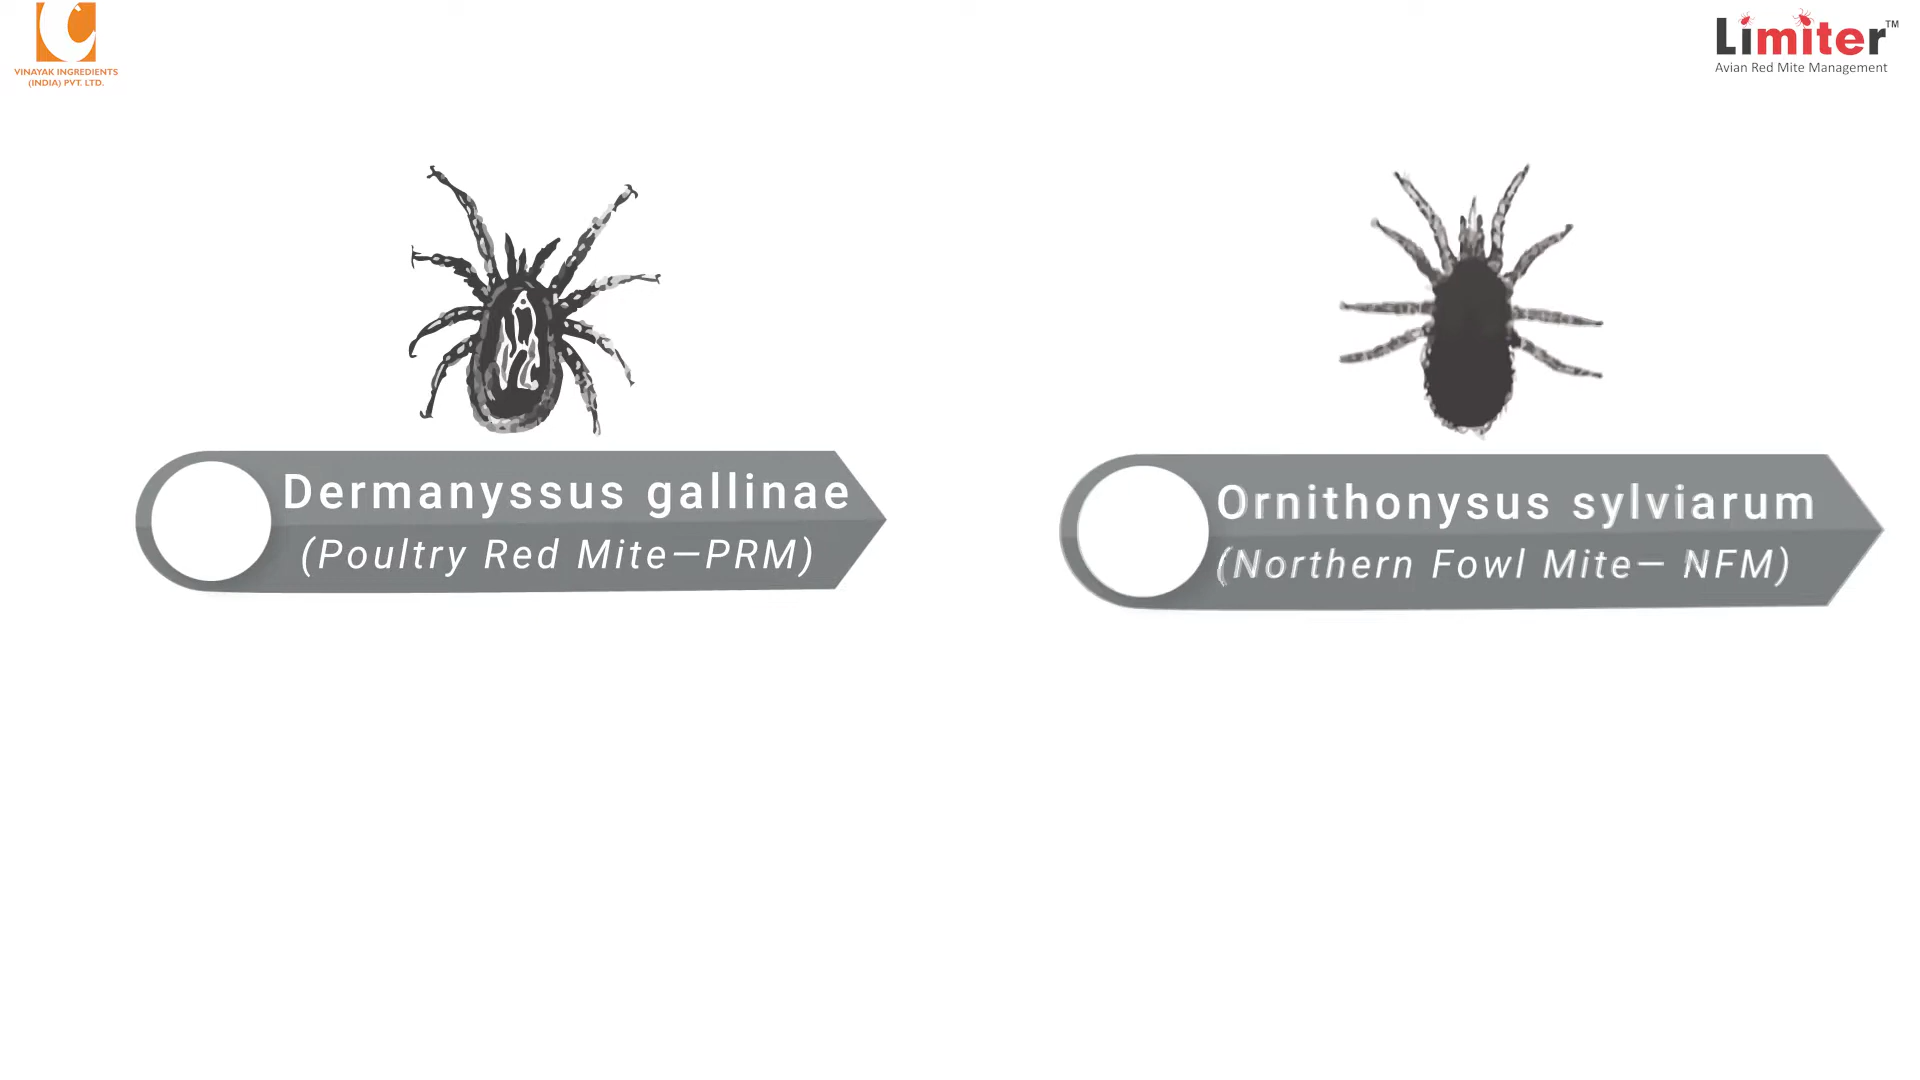 VINAYAK INGREDIENTS
(INDIA) PVT. LTD.
Limiter™
Avian Red Mite Management
Dermanyssus gallinae
(Poultry Red Mite—PRM)
Ornithonysus sylviarum
(Northern Fowl Mite— NFM)